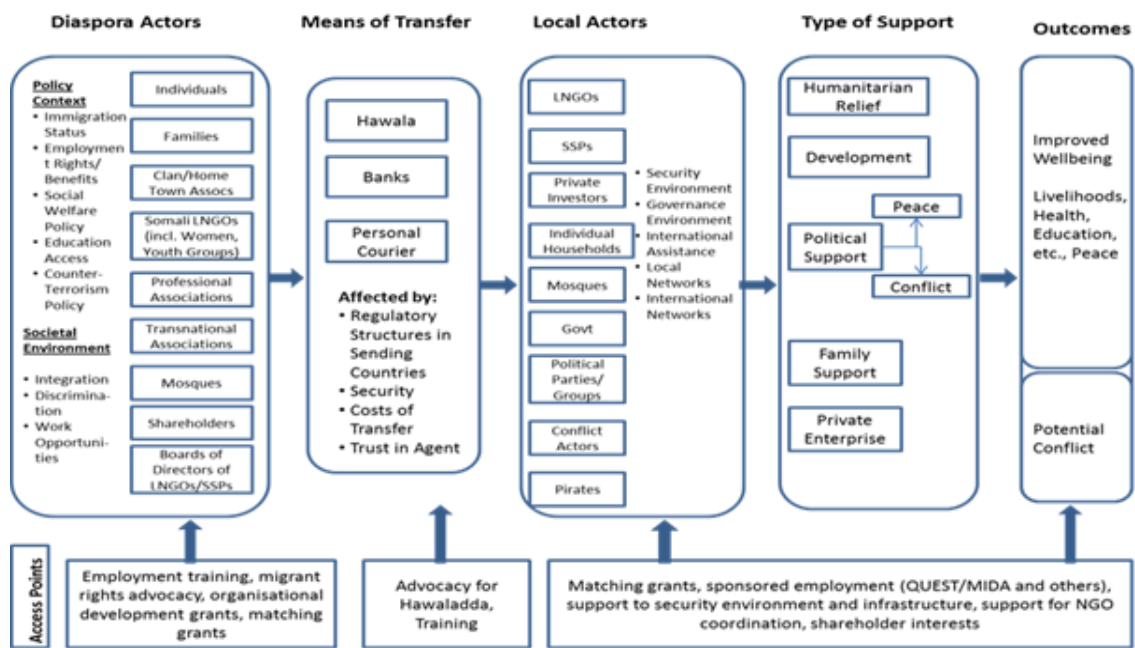 Diaspora Actors
Means of Transfer
Local Actors
Type of Support
Outcomes
Policy
Context
• Immigration
Status
• Employmen
t Rights/
Benefits
• Social
Welfare
Policy
• Education
Access
• Counter-
Terrorism
Policy
Societal
Environment
• Integration
• Discrimina-
tion
• Work
Opportuni-
ties
Individuals
Families
Clan/Home
Town Assocs
Somali LNGOs
(incl. Women,
Youth Groups)
Professional
Associations
Transnational
Associations
Mosques
Shareholders
Boards of
Directors of
LNGOs/SSPs
Hawala
Banks
Personal
Courier
Affected by:
• Regulatory
Structures in
Sending
Countries
• Security
• Costs of
Transfer
• Trust in Agent
LNGOs
SSPs
Private
Investors
Individual
Households
Mosques
Govt
Political
Parties/
Groups
Conflict
Actors
Pirates
• Security
Environment
• Governance
Environment
• International
Assistance
• Local
Networks
• International
Networks
Humanitarian
Relief
Development
Peace
Political
Support
Conflict
Family
Support
Private
Enterprise
Improved
Wellbeing
Livelihoods,
Health,
Education,
etc., Peace
Potential
Conflict
Access Points
Employment training, migrant
rights advocacy, organisational
development grants, matching
grants
Advocacy for
Hawaladda,
Training
Matching grants, sponsored employment (QUEST/MIDA and others),
support to security environment and infrastructure, support for NGO
coordination, shareholder interests